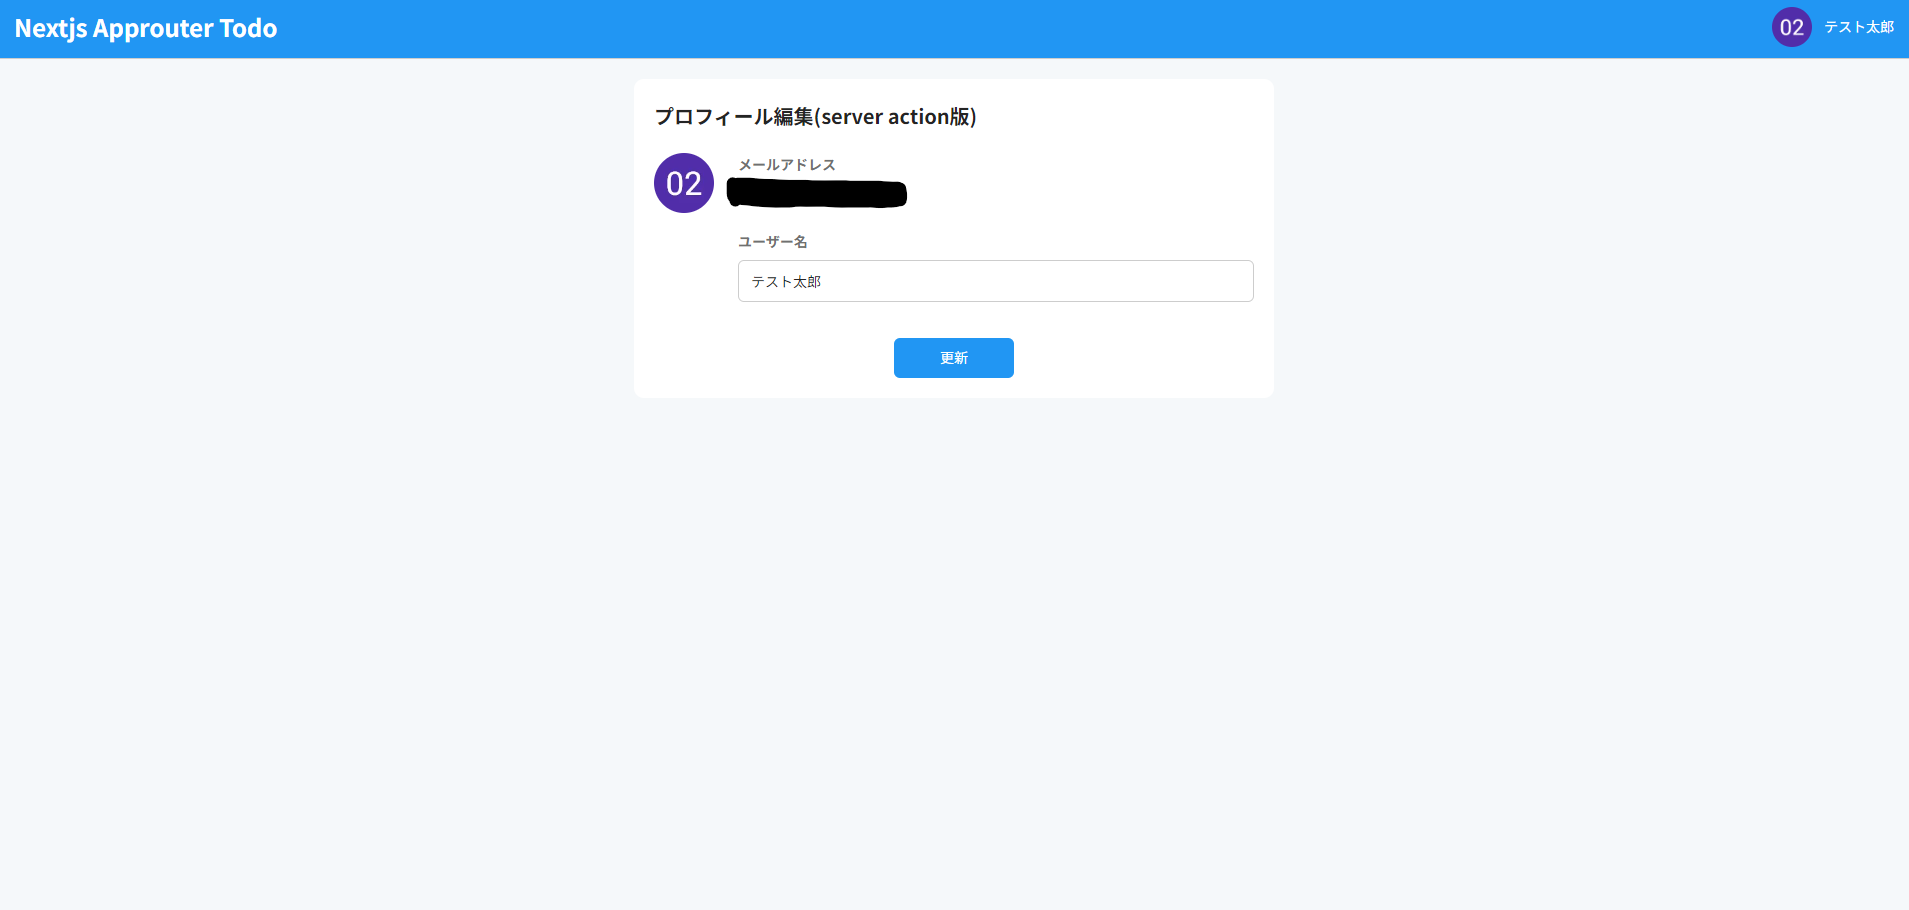 Nextjs Approuter Todo
02 テスト太郎
プロフィール編集(server action版)
02
メールアドレス
ユーザー名
テスト太郎
更新